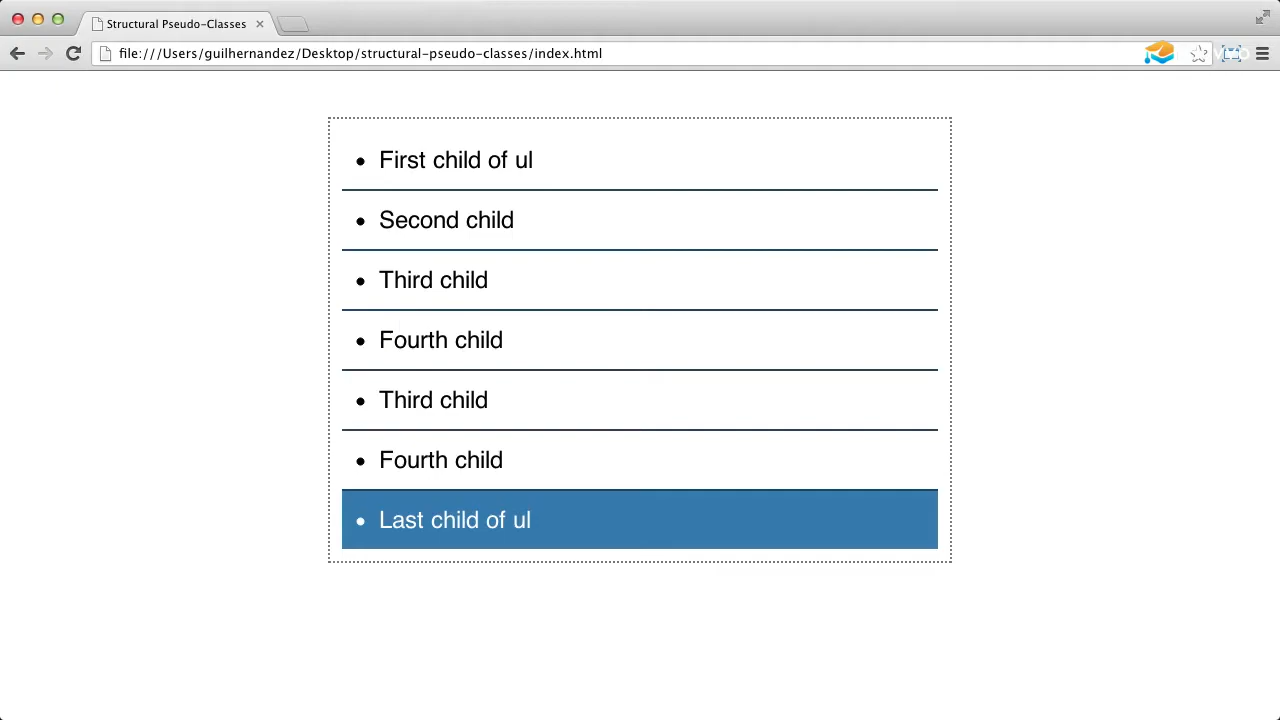 Structural Pseudo-Classes
file:///Users/guilhernandez/Desktop/structural-pseudo-classes/index.html
First child of ul
Second child
Third child
Fourth child
Third child
Fourth child
Last child of ul